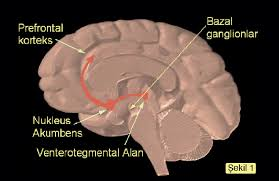 Prefrontal
korteks
Bazal
ganglionlar
Nukleus
Akumbens
Venterotegmental Alan
Şekil 1